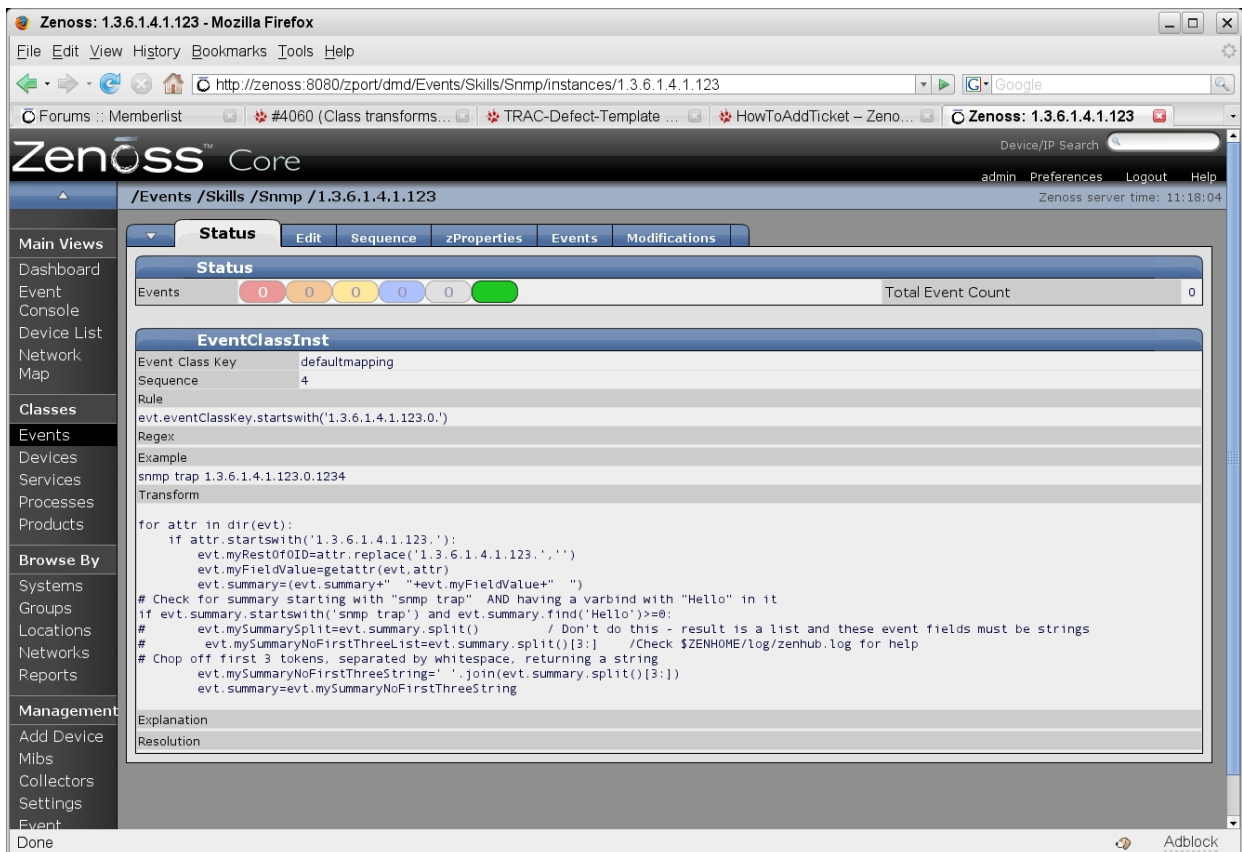 Zenoss: 1.3.6.1.4.1.123 - Mozilla Firefox
File Edit View History Bookmarks Tools Help
http://zenoss:8080/zport/dmd/Events/Skills/Snmp/instances/1.3.6.1.4.1.123
Google
Forums :: Memberlist
#4060 (Class transforms...
TRAC-Defect-Template ...
HowToAddTicket – Zeno...
Zenoss: 1.3.6.1.4.1.123
Zenoss™ Core
Device/IP Search
admin Preferences Logout Help
/Events /Skills /Snmp /1.3.6.1.4.1.123
Zenoss server time: 11:18:04
Main Views
Dashboard
Event
Console
Device List
Network
Map
Classes
Events
Devices
Services
Processes
Products
Browse By
Systems
Groups
Locations
Networks
Reports
Management
Add Device
Mibs
Collectors
Settings
Event
Status Edit Sequence zProperties Events Modifications
Status
Events 0 0 0 0 0 Total Event Count 0
EventClassInst
Event Class Key defaultmapping
Sequence 4
Rule
evt.eventClassKey.startswith('1.3.6.1.4.1.123.0.')
Regex
Example
snmp trap 1.3.6.1.4.1.123.0.1234
Transform
for attr in dir(evt):
    if attr.startswith('1.3.6.1.4.1.123.'):
        evt.myRestOfOID=attr.replace('1.3.6.1.4.1.123.','')
        evt.myFieldValue=getattr(evt,attr)
        evt.summary=(evt.summary+"  "+evt.myFieldValue+"  ")
# Check for summary starting with "snmp trap"  AND having a varbind with "Hello" in it
if evt.summary.startswith('snmp trap') and evt.summary.find('Hello')>=0:
#       evt.mySummarySplit=evt.summary.split()          / Don't do this - result is a list and these event fields must be strings
#        evt.mySummaryNoFirstThreeList=evt.summary.split()[3:]    /Check $ZENHOME/log/zenhub.log for help
# Chop off first 3 tokens, separated by whitespace, returning a string
        evt.mySummaryNoFirstThreeString=' '.join(evt.summary.split()[3:])
        evt.summary=evt.mySummaryNoFirstThreeString
Explanation
Resolution
Done
Adblock